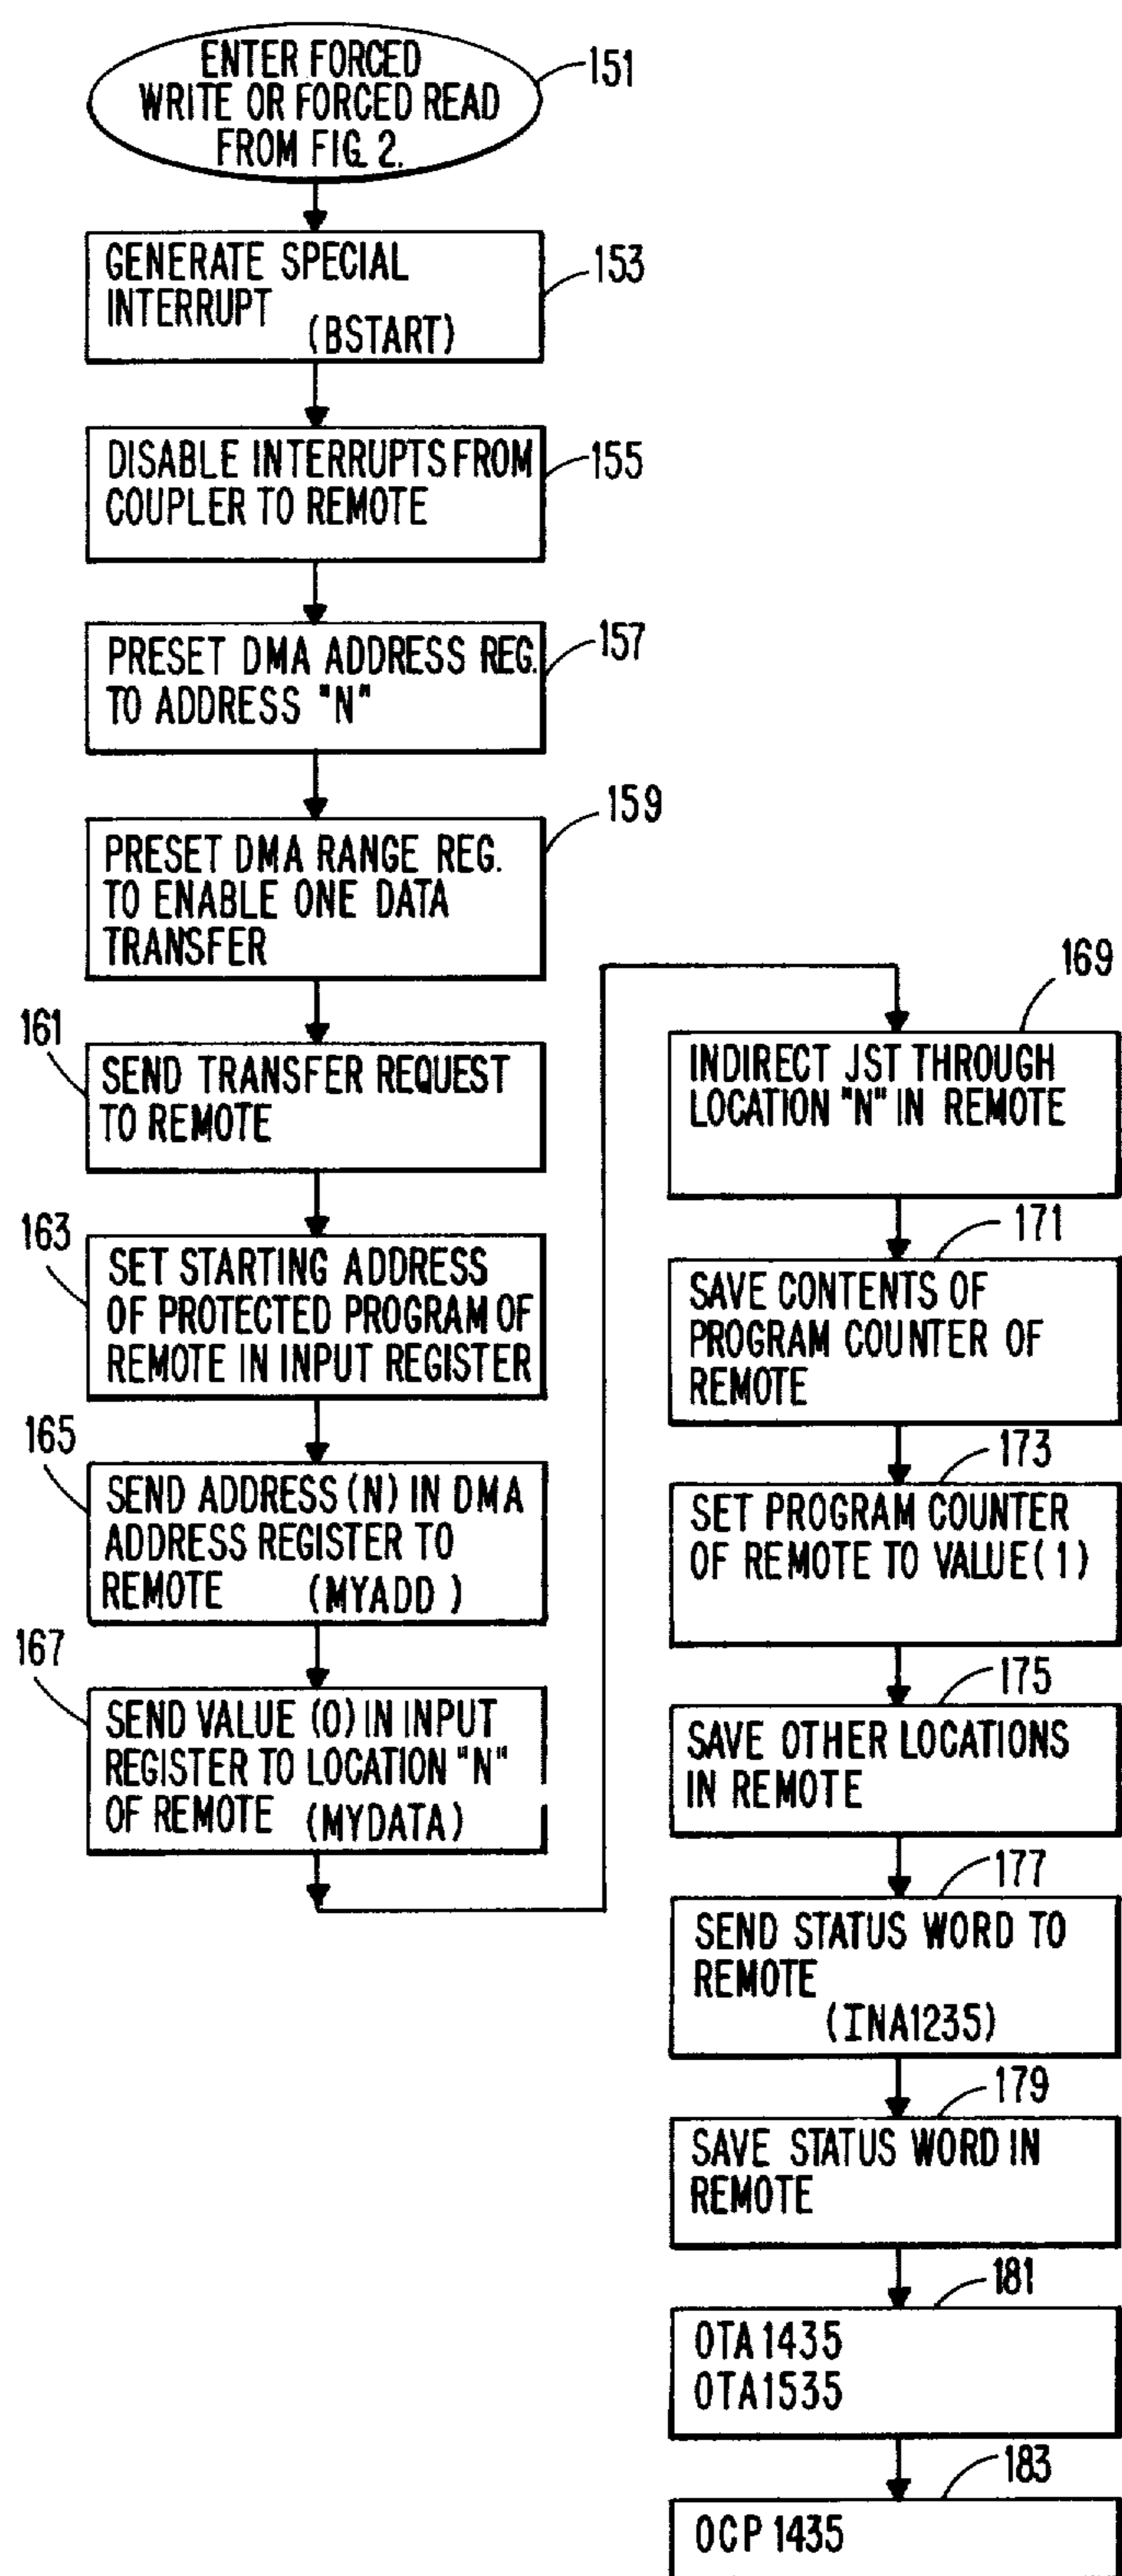 ENTER FORCED
WRITE OR FORCED READ
FROM FIG. 2.
151
GENERATE SPECIAL
INTERRUPT
(BSTART)
153
DISABLE INTERRUPTS FROM
COUPLER TO REMOTE
155
PRESET DMA ADDRESS REG.
TO ADDRESS "N"
157
PRESET DMA RANGE REG.
TO ENABLE ONE DATA
TRANSFER
159
161
SEND TRANSFER REQUEST
TO REMOTE
163
SET STARTING ADDRESS
OF PROTECTED PROGRAM OF
REMOTE IN INPUT REGISTER
165
SEND ADDRESS (N) IN DMA
ADDRESS REGISTER TO
REMOTE (MYADD)
167
SEND VALUE (0) IN INPUT
REGISTER TO LOCATION "N"
OF REMOTE (MYDATA)
169
INDIRECT JST THROUGH
LOCATION "N" IN REMOTE
171
SAVE CONTENTS OF
PROGRAM COUNTER OF
REMOTE
173
SET PROGRAM COUNTER
OF REMOTE TO VALUE(1)
175
SAVE OTHER LOCATIONS
IN REMOTE
177
SEND STATUS WORD TO
REMOTE
(INA1235)
179
SAVE STATUS WORD IN
REMOTE
181
OTA1435
OTA1535
183
OCP 1435